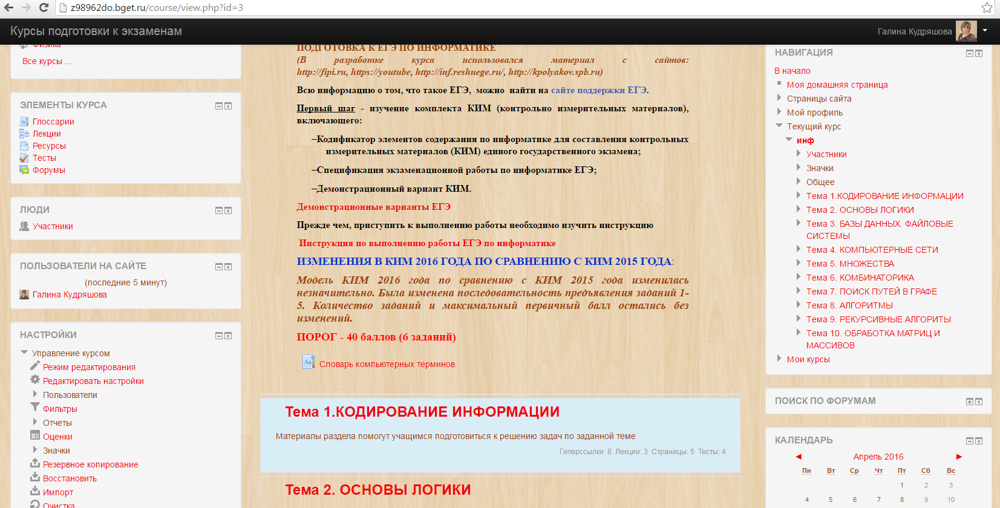 z98962do.bget.ru/course/view.php?id=3
Курсы подготовки к экзаменам
Галина Кудряшова
Физика
Все курсы ...
ЭЛЕМЕНТЫ КУРСА
Глоссарии
Лекции
Ресурсы
Тесты
Форумы
ЛЮДИ
Участники
ПОЛЬЗОВАТЕЛИ НА САЙТЕ
(последние 5 минут)
Галина Кудряшова
НАСТРОЙКИ
Управление курсом
Режим редактирования
Редактировать настройки
Пользователи
Фильтры
Отчеты
Оценки
Значки
Резервное копирование
Восстановить
Импорт
Очистка
ПОДГОТОВКА К ЕГЭ ПО ИНФОРМАТИКЕ
(В разработке курса использовался материал с сайтов:
http://fipi.ru, https://youtube, http://inf.reshuege.ru/, http://kpolyakov.spb.ru)
Всю информацию о том, что такое ЕГЭ, можно найти на сайте поддержки ЕГЭ.
Первый шаг - изучение комплекта КИМ (контрольно измерительных материалов),
включающего:
–Кодификатор элементов содержания по информатике для составления контрольных
измерительных материалов (КИМ) единого государственного экзамена;
–Спецификация экзаменационной работы по информатике ЕГЭ;
–Демонстрационный вариант КИМ.
Демонстрационные варианты ЕГЭ
Прежде чем, приступить к выполнению работы необходимо изучить инструкцию
Инструкция по выполнению работы ЕГЭ по информатике
ИЗМЕНЕНИЯ В КИМ 2016 ГОДА ПО СРАВНЕНИЮ С КИМ 2015 ГОДА:
Модель КИМ 2016 года по сравнению с КИМ 2015 года изменилась
незначительно. Была изменена последовательность предъявления заданий 1-
5. Количество заданий и максимальный первичный балл остались без
изменений.
ПОРОГ - 40 баллов (6 заданий)
Словарь компьютерных терминов
Тема 1.КОДИРОВАНИЕ ИНФОРМАЦИИ
Материалы раздела помогут учащимся подготовиться к решению задач по заданной теме
Гиперссылки: 8 Лекции: 3 Страницы: 5 Тесты: 4
Тема 2. ОСНОВЫ ЛОГИКИ
НАВИГАЦИЯ
В начало
Моя домашняя страница
Страницы сайта
Мой профиль
Текущий курс
инф
Участники
Значки
Общее
Тема 1.КОДИРОВАНИЕ ИНФОРМАЦИИ
Тема 2. ОСНОВЫ ЛОГИКИ
Тема 3. БАЗЫ ДАННЫХ. ФАЙЛОВЫЕ
СИСТЕМЫ
Тема 4. КОМПЬЮТЕРНЫЕ СЕТИ
Тема 5. МНОЖЕСТВА
Тема 6. КОМБИНАТОРИКА
Тема 7. ПОИСК ПУТЕЙ В ГРАФЕ
Тема 8. АЛГОРИТМЫ
Тема 9. РЕКУРСИВНЫЕ АЛГОРИТЫ
Тема 10. ОБРАБОТКА МАТРИЦ И
МАССИВОВ
Мои курсы
ПОИСК ПО ФОРУМАМ
КАЛЕНДАРЬ
Апрель 2016
Пн Вт Ср Чт Пт Сб Вс
1 2 3
4 5 6 7 8 9 10